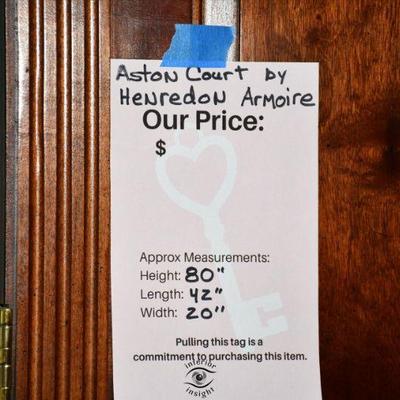 Aston Court by
Henredon Armoire
Our Price:
$
Approx Measurements:
Height: 80"
Length: 42"
Width: 20"
Pulling this tag is a
commitment to purchasing this item.
interior
insight